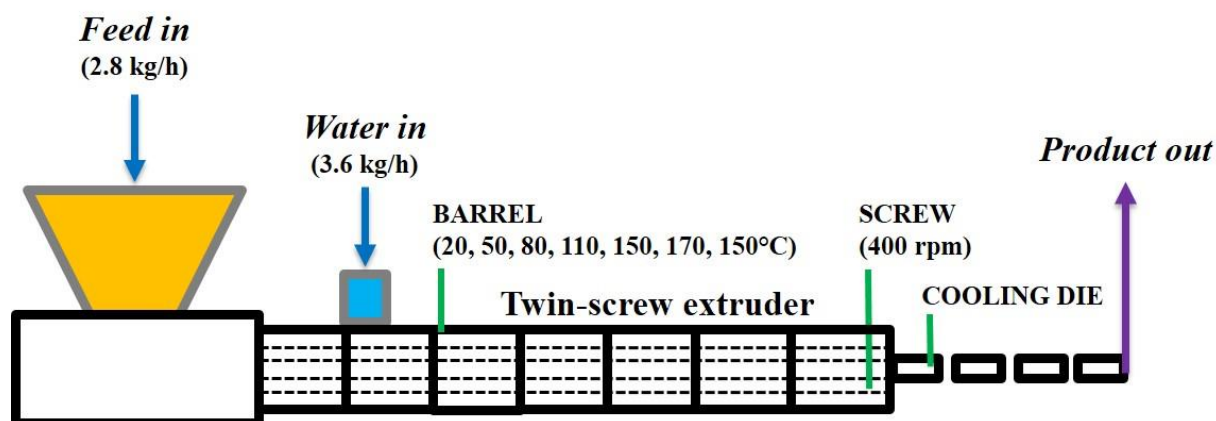 Feed in
(2.8 kg/h)
Water in
(3.6 kg/h)
Product out
BARREL
(20, 50, 80, 110, 150, 170, 150°C)
SCREW
(400 rpm)
Twin-screw extruder
COOLING DIE